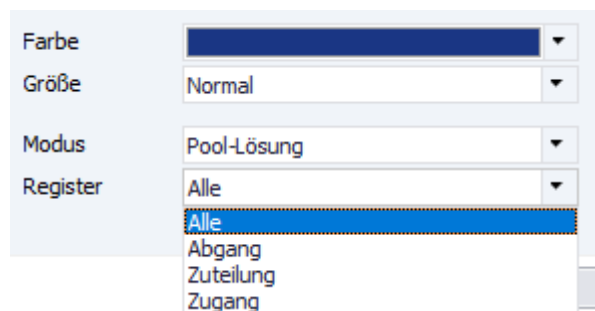 Farbe
Größe Normal
Modus Pool-Lösung
Register Alle
Alle
Abgang
Zuteilung
Zugang